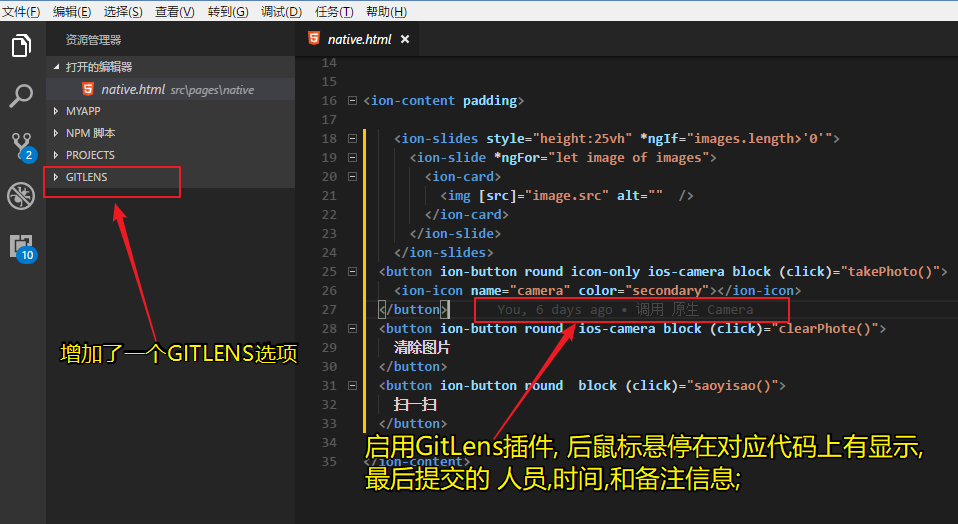 文件(F) 编辑(E) 选择(S) 查看(V) 转到(G) 调试(D) 任务(T) 帮助(H)
资源管理器
打开的编辑器
native.html src\pages\native
MYAPP
NPM 脚本
PROJECTS
GITLENS
2
10
增加了一个GITLENS选项
native.html ×
14
15
16 <ion-content padding>
17
18 <ion-slides style="height:25vh" *ngIf="images.length>'0'">
19 <ion-slide *ngFor="let image of images">
20 <ion-card>
21 <img [src]="image.src" alt="" />
22 </ion-card>
23 </ion-slide>
24 </ion-slides>
25 <button ion-button round icon-only ios-camera block (click)="takePhoto()">
26 <ion-icon name="camera" color="secondary"></ion-icon>
27 </button> You, 6 days ago • 调用 原生 Camera
28 <button ion-button round ios-camera block (click)="clearPhote()">
29 清除图片
30 </button>
31 <button ion-button round block (click)="saoyisao()">
32 扫一扫
33 </button>
34
35 </ion-content>
启用GitLens插件, 后鼠标悬停在对应代码上有显示,
最后提交的 人员,时间,和备注信息;